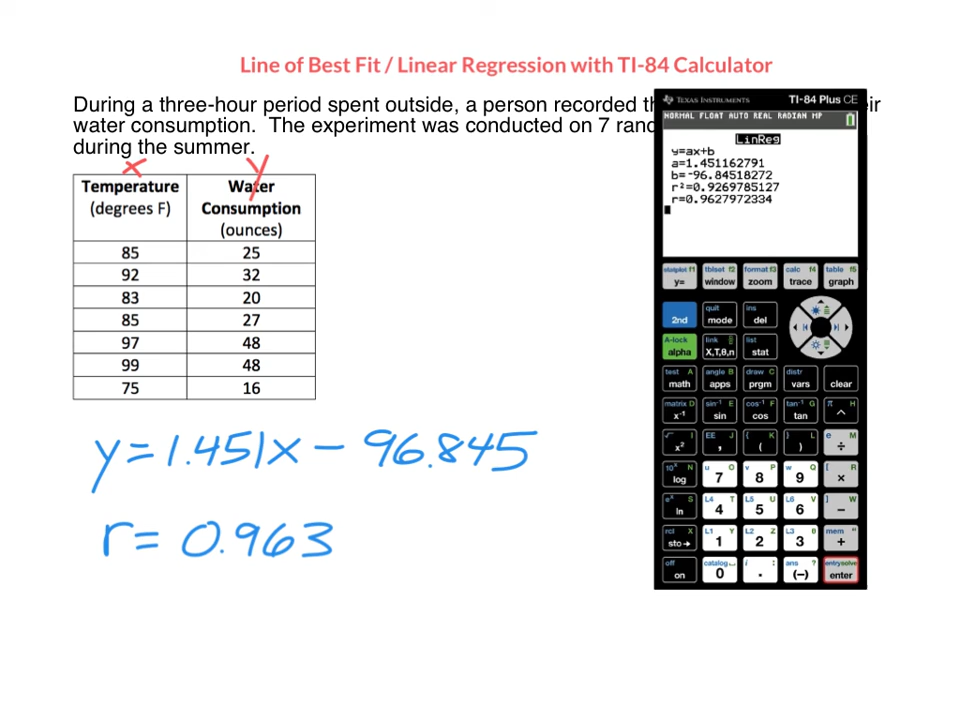 Line of Best Fit / Linear Regression with TI-84 Calculator
During a three-hour period spent outside, a person recorded
water consumption. The experiment was conducted on 7
during the summer.
x y
Temperature Water
(degrees F) Consumption
(ounces)
85 25
92 32
83 20
85 27
97 48
99 48
75 16
y=1.451x - 96.845
r= 0.963
TEXAS INSTRUMENTS TI-84 Plus CE
NORMAL FLOAT AUTO REAL RADIAN MP
LinReg
y=ax+b
a=1.451162791
b=-96.84518272
r²=0.9269785127
r=0.9627972334
statplot f1 tblset f2 format f3 calc f4 table f5
y= window zoom trace graph
quit ins
2nd mode del
A-lock link list
alpha X,T,θ,n stat
test A angle B draw C distr
math apps prgm vars clear
matrix D sin⁻¹ E cos⁻¹ F tan⁻¹ G π H
x⁻¹ sin cos tan ^
√ I EE J { K } L e M
x² , ( ) ÷
10ˣ N u O v P w Q [ R
log 7 8 9 ×
eˣ S L4 T L5 U L6 V ] W
ln 4 5 6 −
rcl X L1 Y L2 Z L3 θ mem "
sto→ 1 2 3 +
off catalog i : ans ? entry solve
on 0 . (−) enter